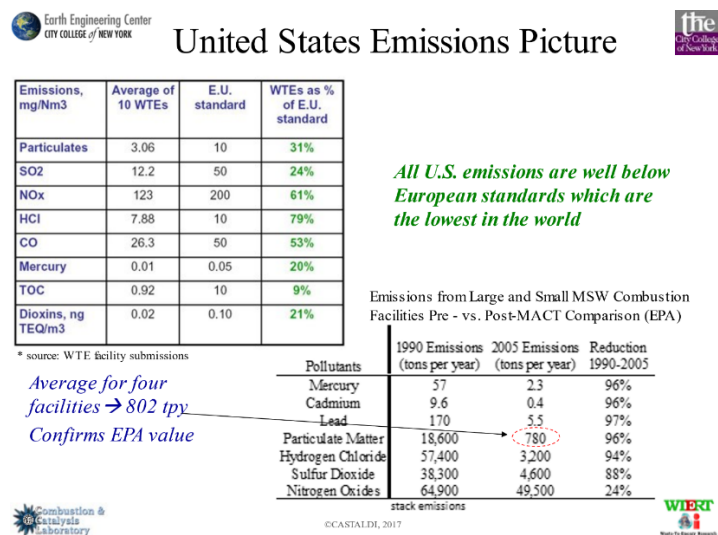 Earth Engineering Center
CITY COLLEGE of NEW YORK
United States Emissions Picture
the
City College
of New York
Emissions, mg/Nm3 Average of 10 WTEs E.U. standard WTEs as % of E.U. standard
Particulates 3.06 10 31%
SO2 12.2 50 24%
NOx 123 200 61%
HCl 7.88 10 79%
CO 26.3 50 53%
Mercury 0.01 0.05 20%
TOC 0.92 10 9%
Dioxins, ng TEQ/m3 0.02 0.10 21%
* source: WTE facility submissions
All U.S. emissions are well below
European standards which are
the lowest in the world
Average for four
facilities → 802 tpy
Confirms EPA value
Emissions from Large and Small MSW Combustion
Facilities Pre - vs. Post-MACT Comparison (EPA)
Pollutants 1990 Emissions (tons per year) 2005 Emissions (tons per year) Reduction 1990-2005
Mercury 57 2.3 96%
Cadmium 9.6 0.4 96%
Lead 170 5.5 97%
Particulate Matter 18,600 780 96%
Hydrogen Chloride 57,400 3,200 94%
Sulfur Dioxide 38,300 4,600 88%
Nitrogen Oxides 64,900 49,500 24%
stack emissions
Combustion &
Catalysis
Laboratory
©CASTALDI, 2017
WTERT